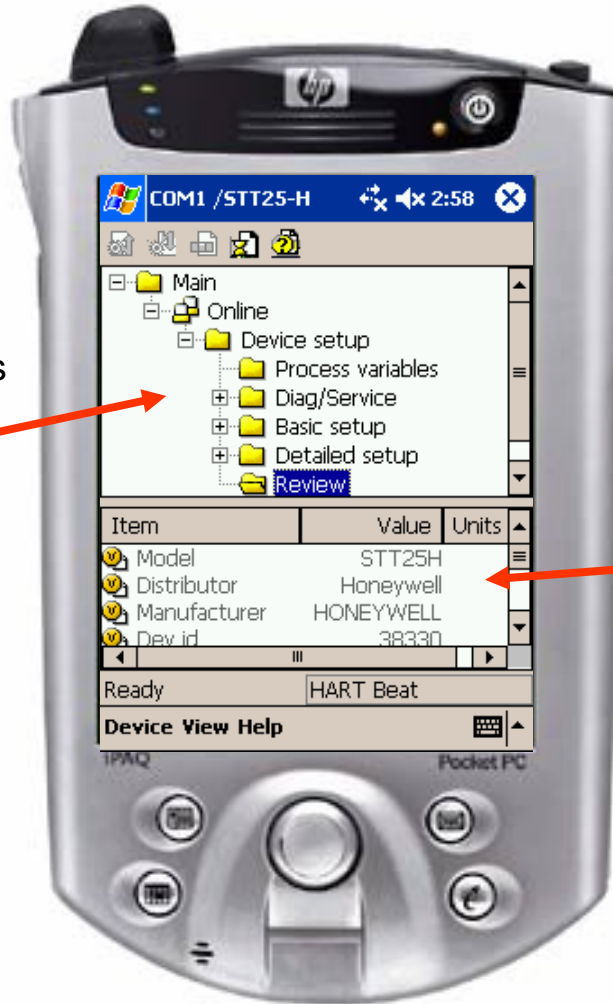 hp
COM1 /STT25-H 2:58
Main
Online
Device setup
s
Process variables
Diag/Service
Basic setup
Detailed setup
Review
Item Value Units
Model STT25H
Distributor Honeywell
Manufacturer HONEYWELL
Dev id 38330
Ready HART Beat
Device View Help
iPAQ Pocket PC